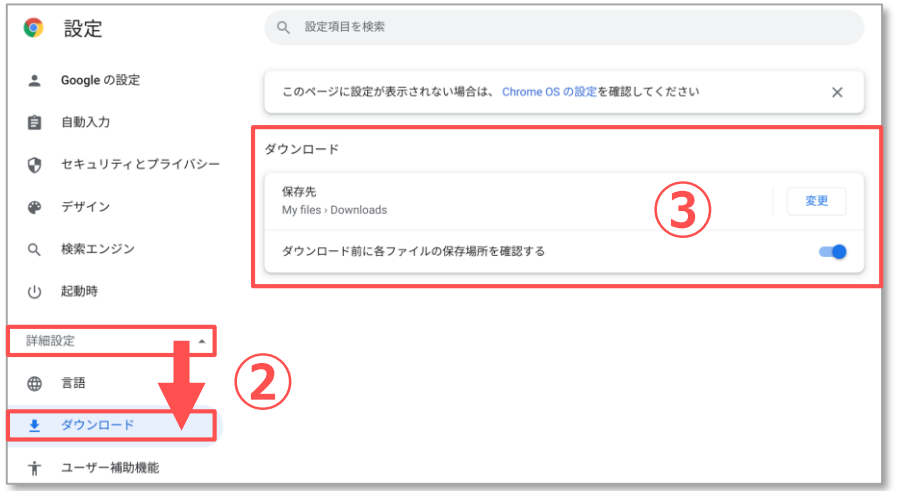 設定
設定項目を検索
Google の設定
自動入力
セキュリティとプライバシー
デザイン
検索エンジン
起動時
詳細設定
言語
ダウンロード
ユーザー補助機能
このページに設定が表示されない場合は、 Chrome OS の設定を確認してください
ダウンロード
保存先
My files › Downloads
変更
ダウンロード前に各ファイルの保存場所を確認する
②
③